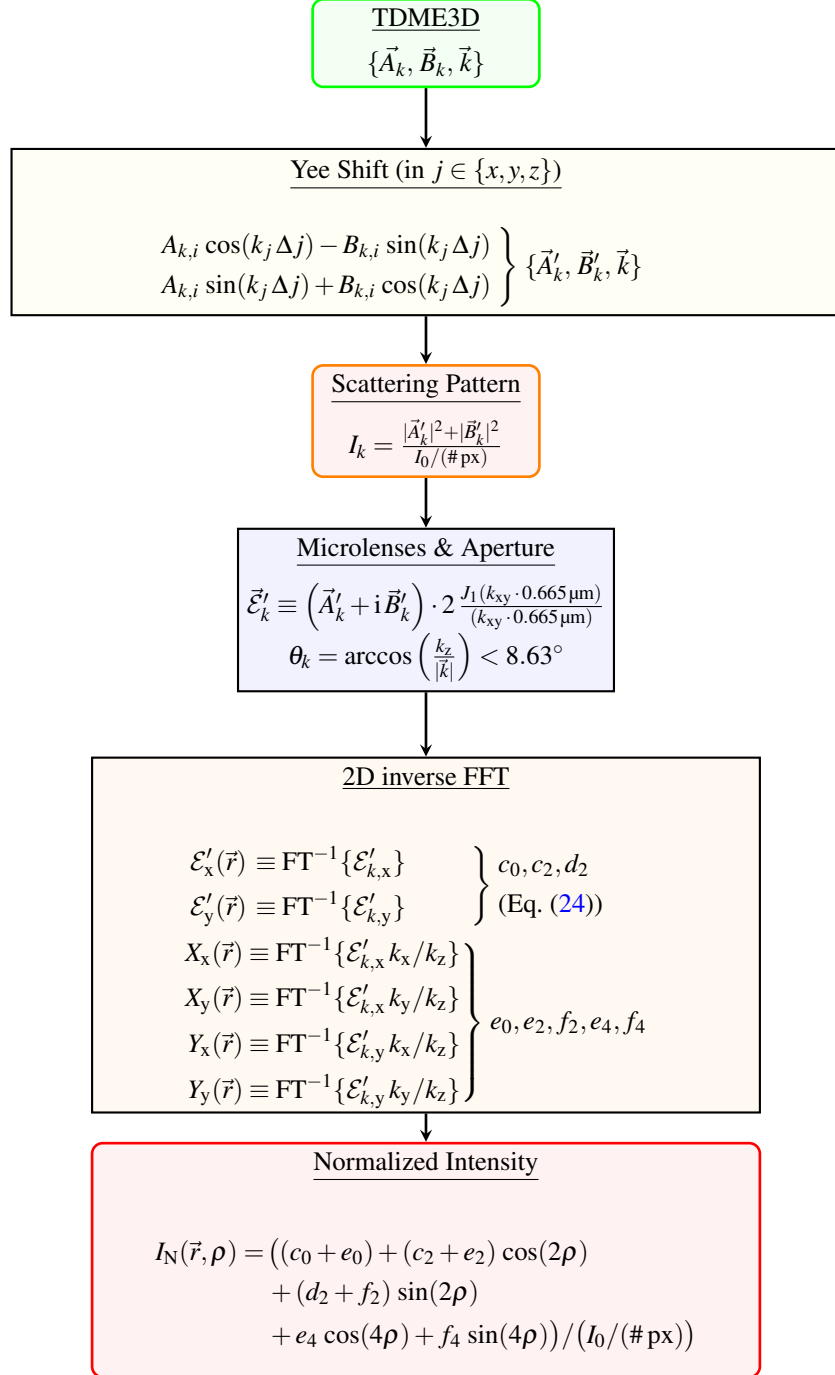 TDME3D
{A⃗_k, B⃗_k, k⃗}
Yee Shift (in j ∈ {x, y, z})
A_{k,i} cos(k_j Δj) − B_{k,i} sin(k_j Δj)
A_{k,i} sin(k_j Δj) + B_{k,i} cos(k_j Δj) } {A⃗′_k, B⃗′_k, k⃗}
Scattering Pattern
I_k = (|A⃗′_k|² + |B⃗′_k|²) / (I_0/(# px))
Microlenses & Aperture
ℰ⃗′_k ≡ (A⃗′_k + i B⃗′_k) · 2 J_1(k_xy · 0.665 µm) / (k_xy · 0.665 µm)
θ_k = arccos(k_z / |k⃗|) < 8.63°
2D inverse FFT
ℰ′_x(r⃗) ≡ FT⁻¹{ℰ′_{k,x}} } c_0, c_2, d_2
ℰ′_y(r⃗) ≡ FT⁻¹{ℰ′_{k,y}} (Eq. (24))
X_x(r⃗) ≡ FT⁻¹{ℰ′_{k,x} k_x/k_z}
X_y(r⃗) ≡ FT⁻¹{ℰ′_{k,x} k_y/k_z}
} e_0, e_2, f_2, e_4, f_4
Y_x(r⃗) ≡ FT⁻¹{ℰ′_{k,y} k_x/k_z}
Y_y(r⃗) ≡ FT⁻¹{ℰ′_{k,y} k_y/k_z}
Normalized Intensity
I_N(r⃗, ρ) = ((c_0 + e_0) + (c_2 + e_2) cos(2ρ)
+ (d_2 + f_2) sin(2ρ)
+ e_4 cos(4ρ) + f_4 sin(4ρ))/(I_0/(# px))